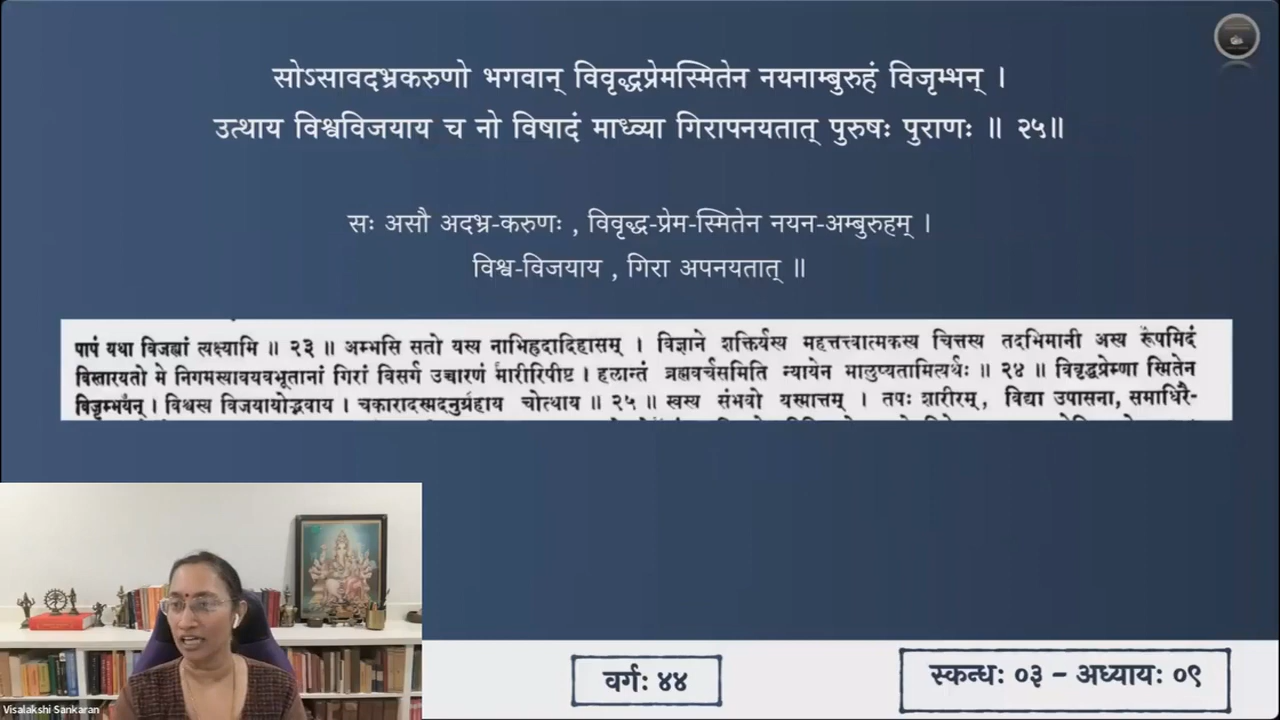 सोऽसावदभ्रकरुणो भगवान् विवृद्धप्रेमस्मितेन नयनाम्बुरुहं विजृम्भन् ।
उत्थाय विश्वविजयाय च नो विषादं माध्व्या गिरापनयतात् पुरुषः पुराणः ॥ २५॥
सः असौ अदभ्र-करुणः , विवृद्ध-प्रेम-स्मितेन नयन-अम्बुरुहम् ।
विश्व-विजयाय , गिरा अपनयतात् ॥
पापं यथा विजह्यां त्यक्ष्यामि ॥ २३ ॥ अम्भसि सतो यस्य नाभिह्रदादिहासम् । विज्ञाने शक्तिर्यस्य महत्तत्त्वात्मकस्य चित्तस्य तदभिमानी अस्य रूपमिदं
विस्तारयतो मे निगमस्यावयवभूतानां गिरां विसर्ग उच्चारणं मारीरिषीष्ट । हलान्तं ब्रह्मवर्चसमिति न्यायेन मालुप्यतामित्यर्थः ॥ २४ ॥ विवृद्धप्रेम्णा स्मितेन
विजृम्भयन् । विश्वस्य विजयायोद्भवाय । चकारादस्मदनुग्रहाय चोत्थाय ॥ २५ ॥ स्वस्य संभवो यस्मात्तम् । तपः शारीरम्, विद्या उपासना, समाधिरै-
वर्गः ४४
स्कन्धः ०३ – अध्यायः ०९
Visalakshi Sankaran